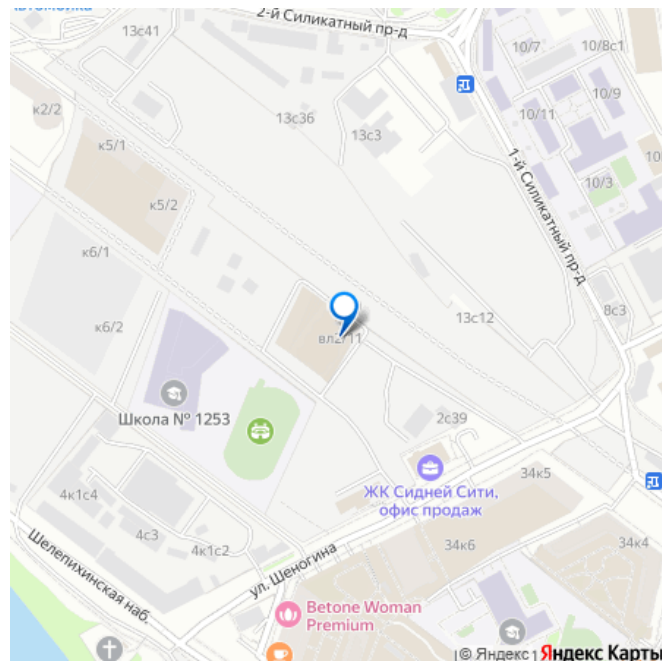 Автомойка
2-й Силикатный пр-д
13с41
10/7
10/8с1
к2/2
13с36
10/9
13с3
10/11
к5/1
10/3
1-й Силикатный пр-д
к5/2
к6/1
13с12
8с3
к6/2
вл2/11
Школа № 1253
2с39
ЖК Сидней Сити,
офис продаж
34к5
4к1с4
4с3
4к1с2
34к6
34к4
Шелепихинская наб.
ул. Шеногина
Betone Woman
Premium
© Яндекс
Яндекс Карты